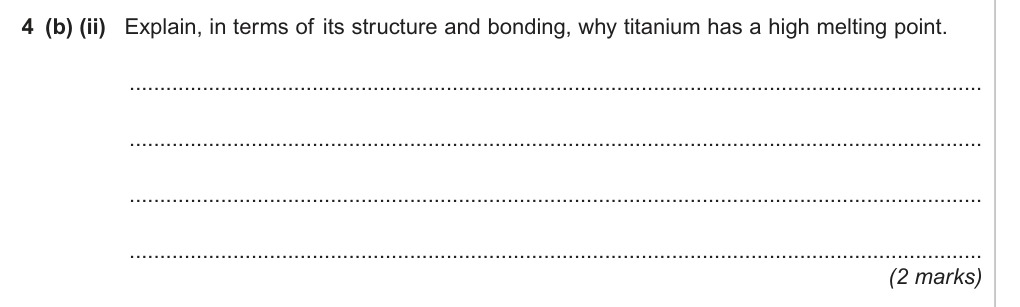 4 (b) (ii) Explain, in terms of its structure and bonding, why titanium has a high melting point.
(2 marks)